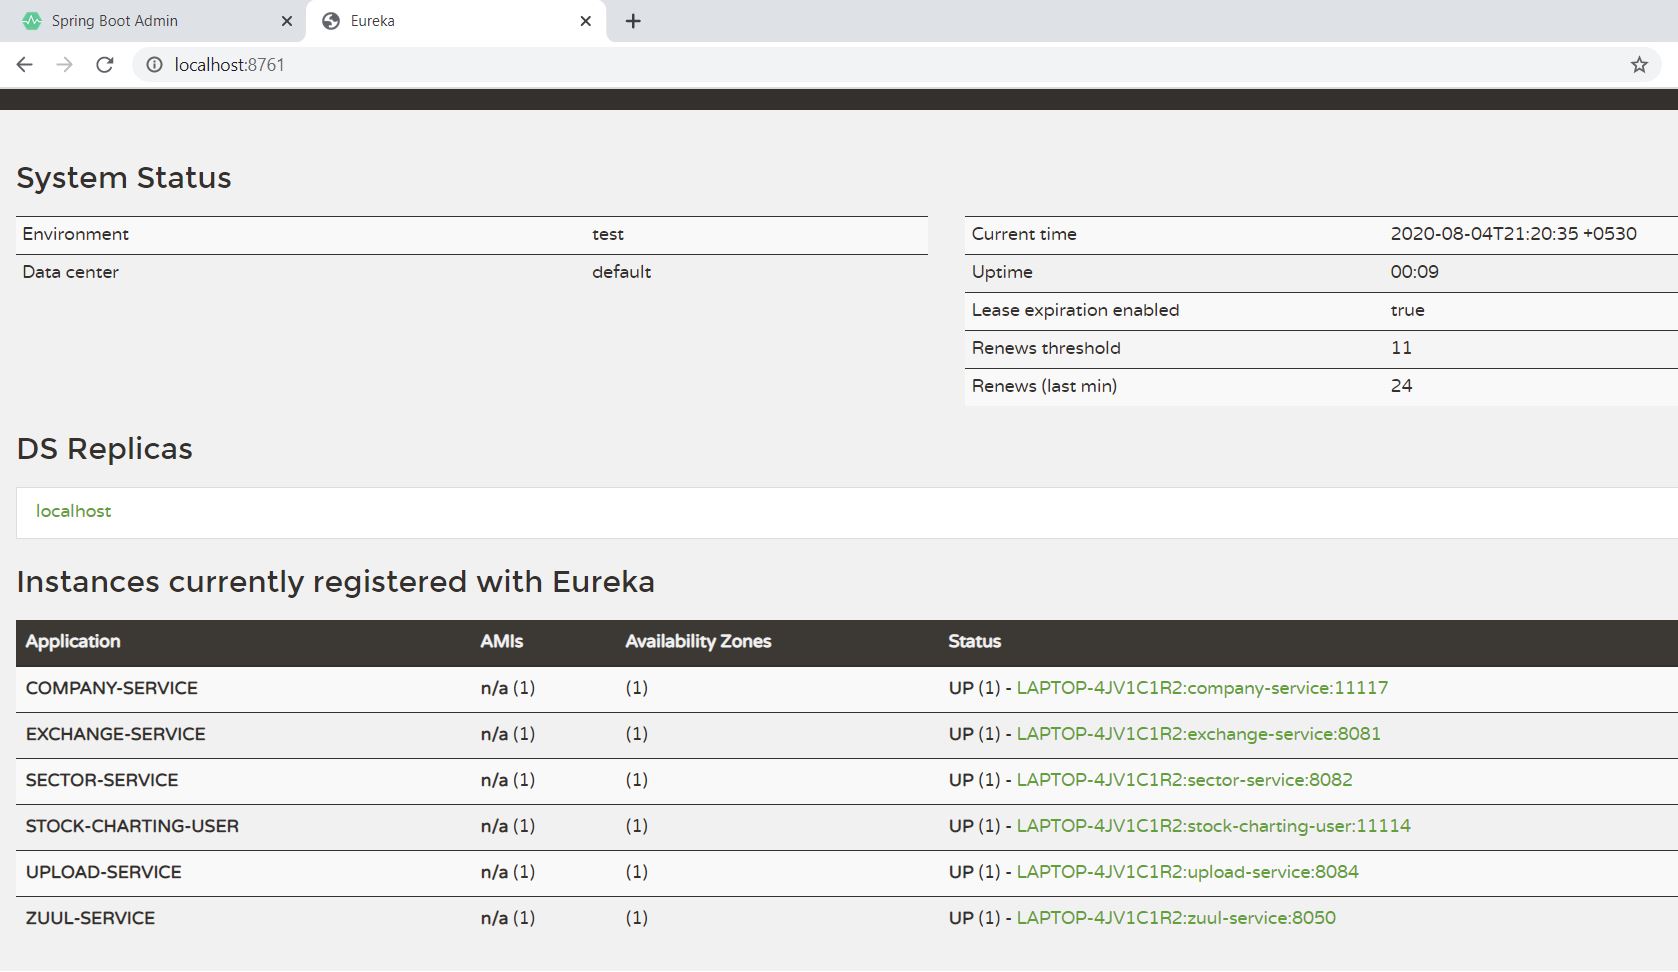 Spring Boot Admin
Eureka
localhost:8761
System Status
Environment test
Data center default
Current time 2020-08-04T21:20:35 +0530
Uptime 00:09
Lease expiration enabled true
Renews threshold 11
Renews (last min) 24
DS Replicas
localhost
Instances currently registered with Eureka
Application AMIs Availability Zones Status
COMPANY-SERVICE n/a (1) (1) UP (1) - LAPTOP-4JV1C1R2:company-service:11117
EXCHANGE-SERVICE n/a (1) (1) UP (1) - LAPTOP-4JV1C1R2:exchange-service:8081
SECTOR-SERVICE n/a (1) (1) UP (1) - LAPTOP-4JV1C1R2:sector-service:8082
STOCK-CHARTING-USER n/a (1) (1) UP (1) - LAPTOP-4JV1C1R2:stock-charting-user:11114
UPLOAD-SERVICE n/a (1) (1) UP (1) - LAPTOP-4JV1C1R2:upload-service:8084
ZUUL-SERVICE n/a (1) (1) UP (1) - LAPTOP-4JV1C1R2:zuul-service:8050